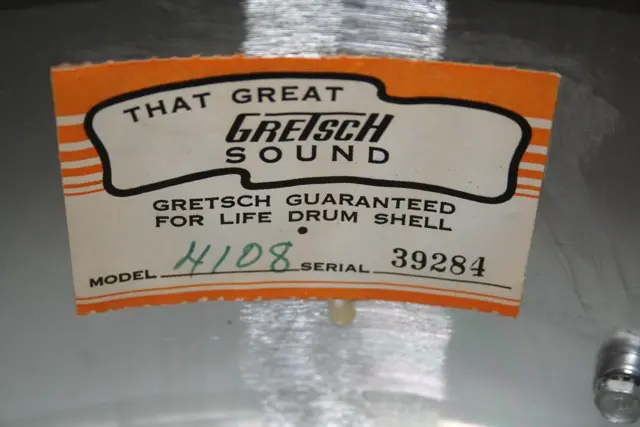 THAT GREAT
GRETSCH
SOUND
GRETSCH GUARANTEED
FOR LIFE DRUM SHELL
MODEL 4108 SERIAL 39284